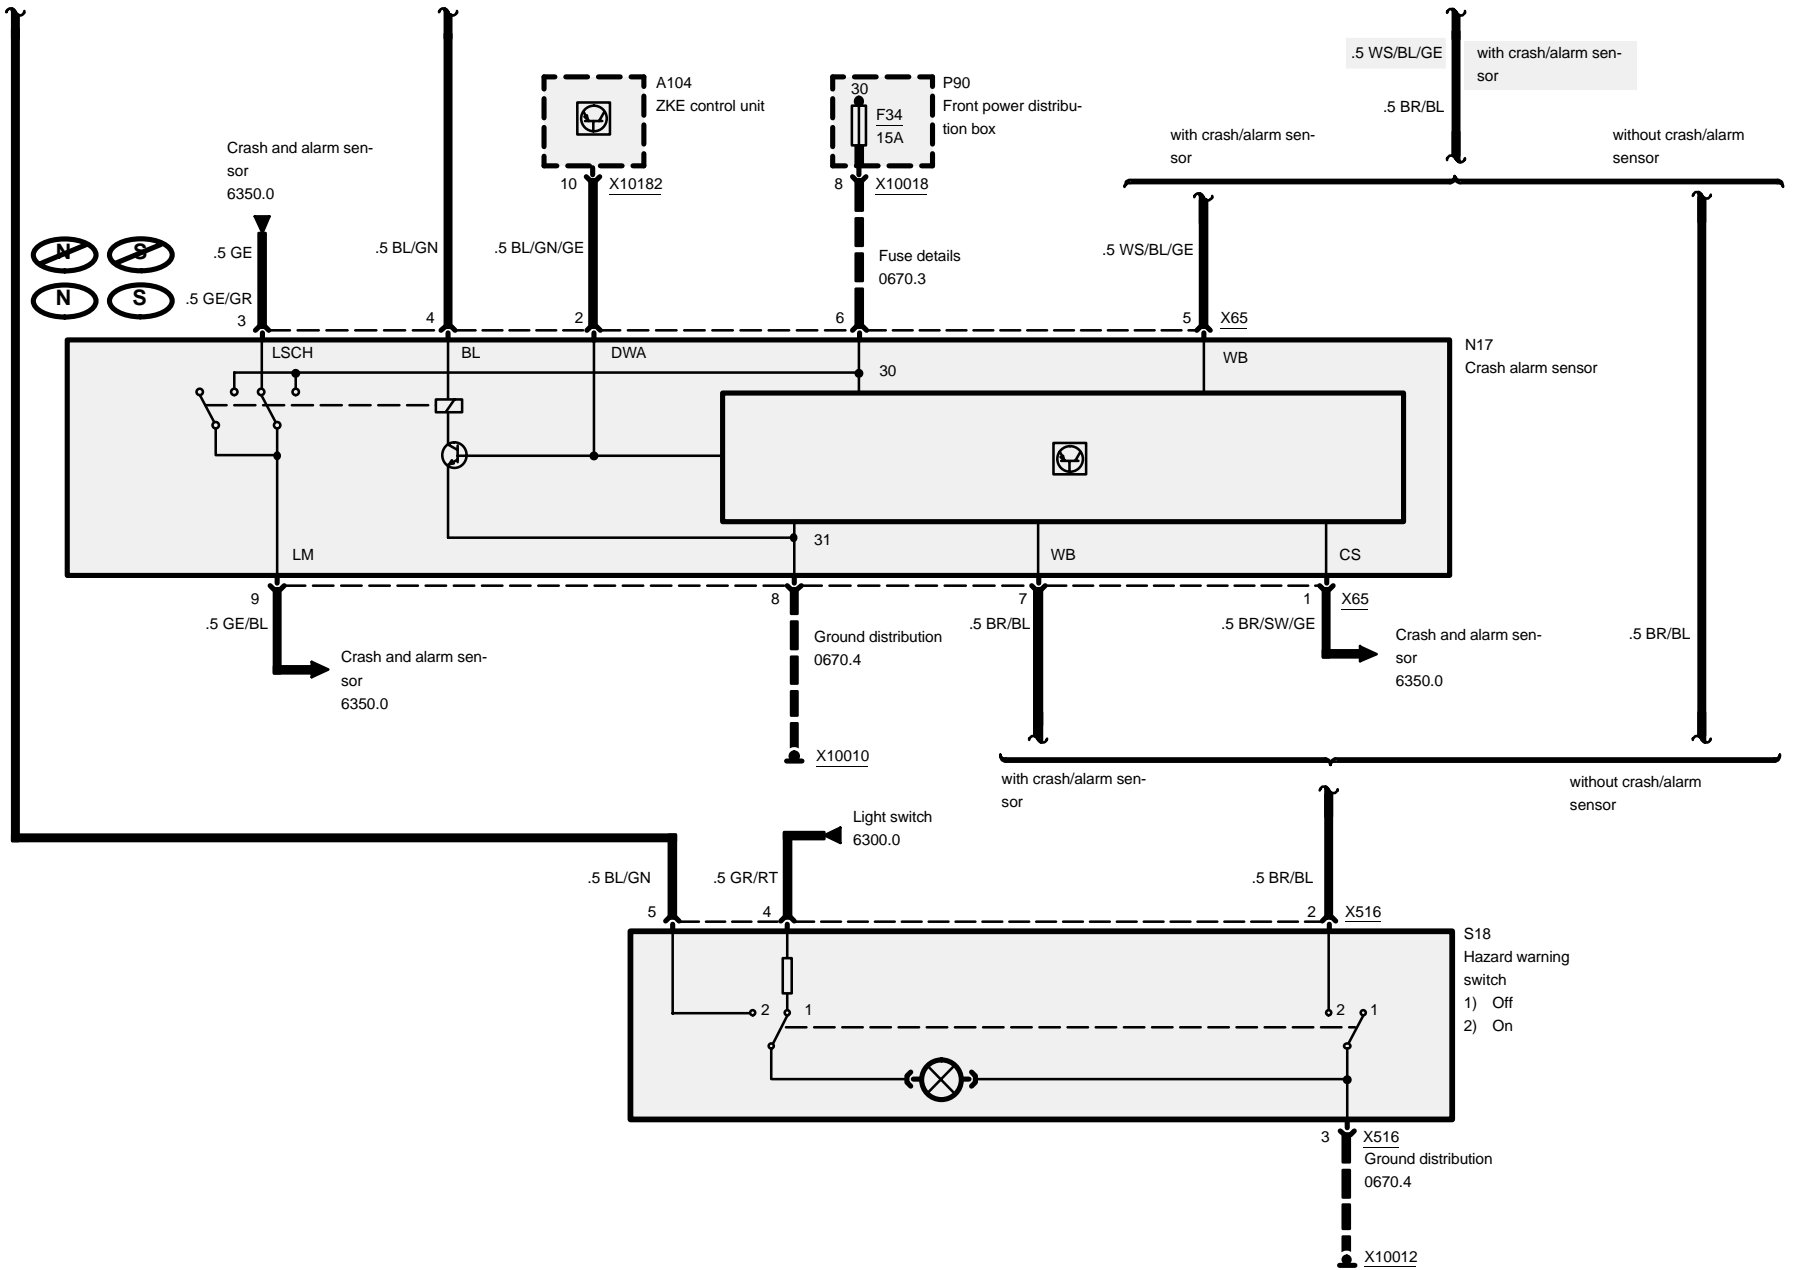 .5 WS/BL/GE
with crash/alarm sen-
sor
.5 BR/BL
A104
ZKE control unit
30
F34
15A
P90
Front power distribu-
tion box
with crash/alarm sen-
sor
without crash/alarm
sensor
Crash and alarm sen-
sor
6350.0
10
X10182
8
X10018
N
S
N
S
.5 GE
.5 GE/GR
.5 BL/GN
.5 BL/GN/GE
Fuse details
0670.3
.5 WS/BL/GE
3
4
2
6
5
X65
LSCH
BL
DWA
30
WB
N17
Crash alarm sensor
31
LM
WB
CS
9
8
7
1
X65
.5 GE/BL
Ground distribution
0670.4
.5 BR/BL
.5 BR/SW/GE
.5 BR/BL
Crash and alarm sen-
sor
6350.0
Crash and alarm sen-
sor
6350.0
X10010
with crash/alarm sen-
sor
without crash/alarm
sensor
Light switch
6300.0
.5 BL/GN
.5 GR/RT
.5 BR/BL
5
4
2
X516
S18
Hazard warning
switch
1) Off
2) On
2
1
2
1
3
X516
Ground distribution
0670.4
X10012